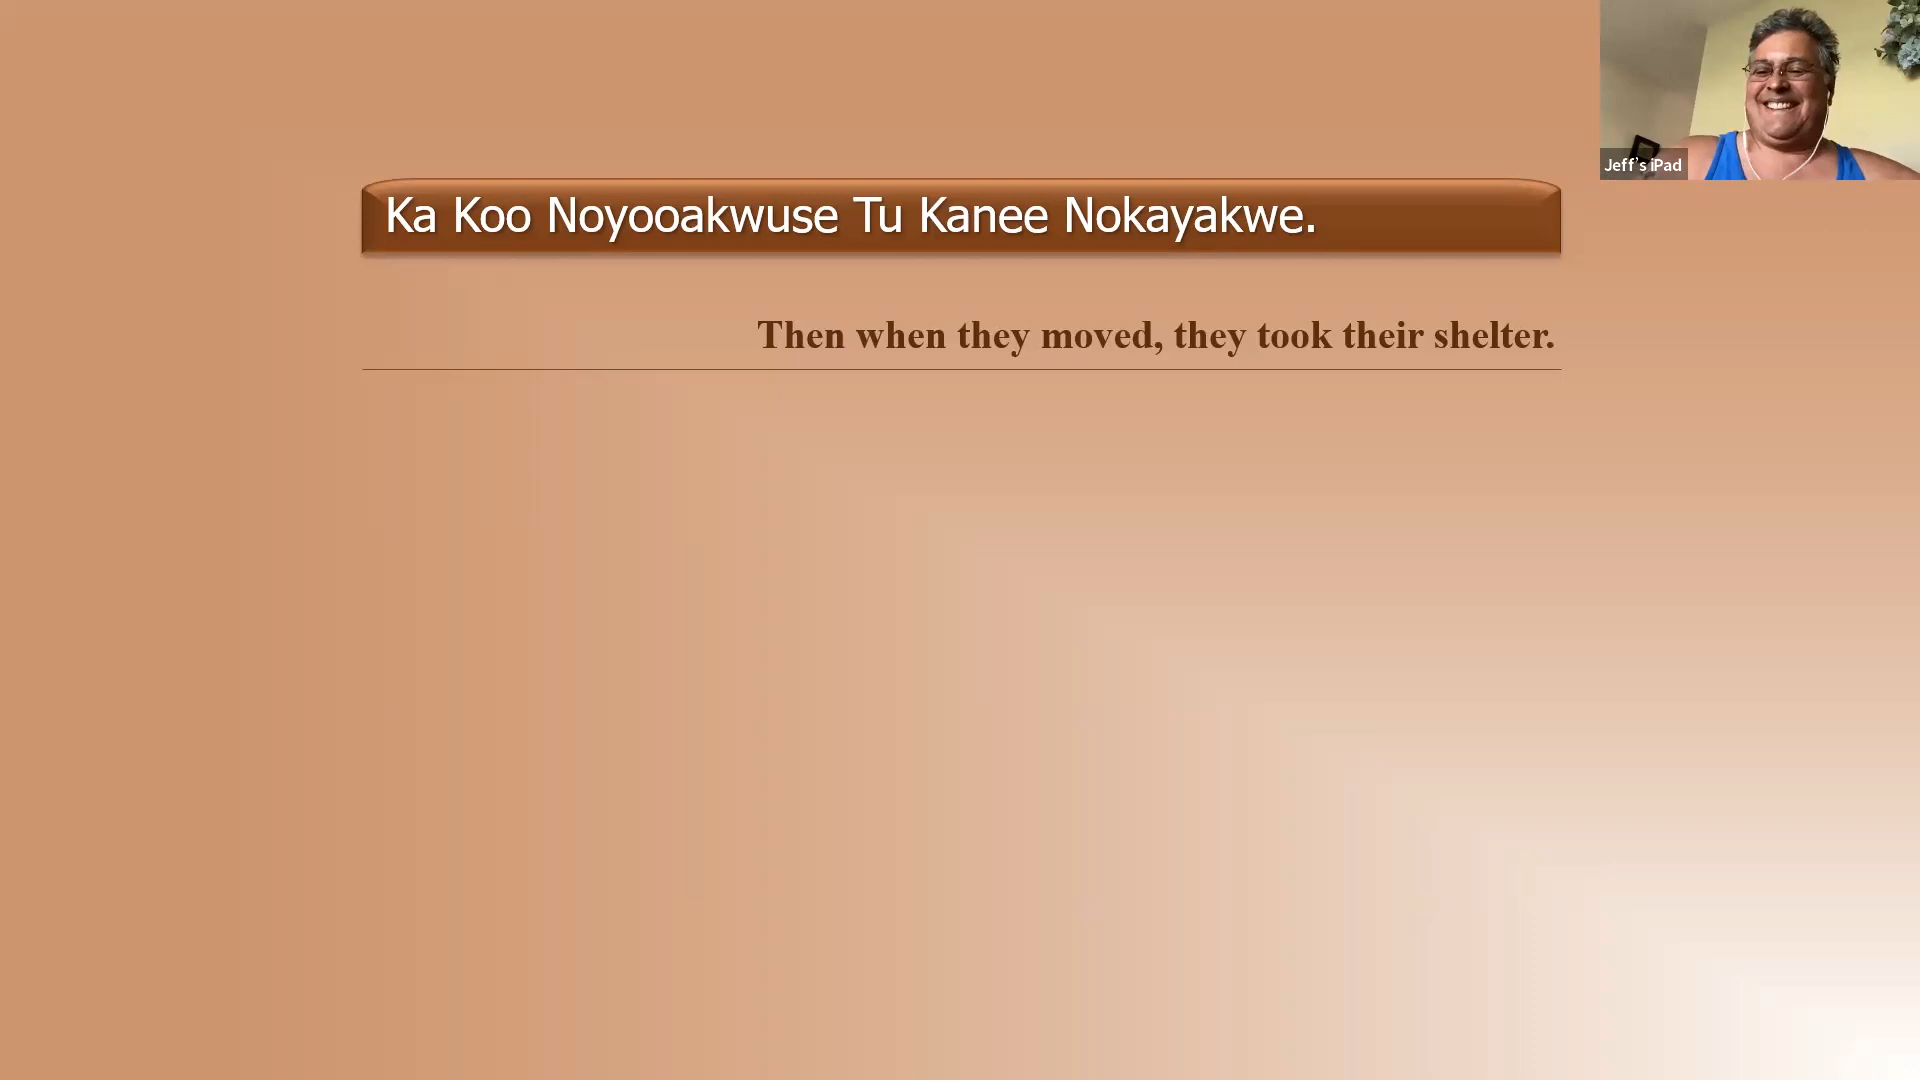 Ka Koo Noyooakwuse Tu Kanee Nokayakwe.
Then when they moved, they took their shelter.
Jeff's iPad